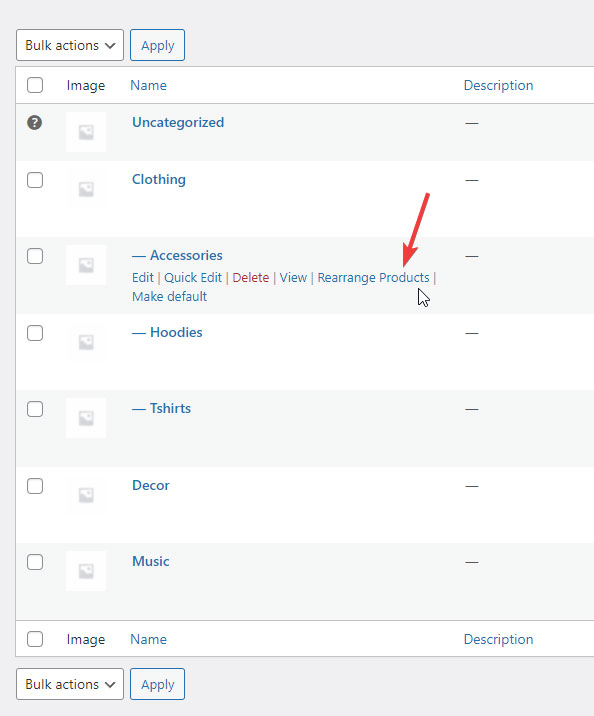 Bulk actions Apply
Image Name Description
? Uncategorized —
Clothing —
— Accessories —
Edit | Quick Edit | Delete | View | Rearrange Products |
Make default
— Hoodies —
— Tshirts —
Decor —
Music —
Image Name Description
Bulk actions Apply